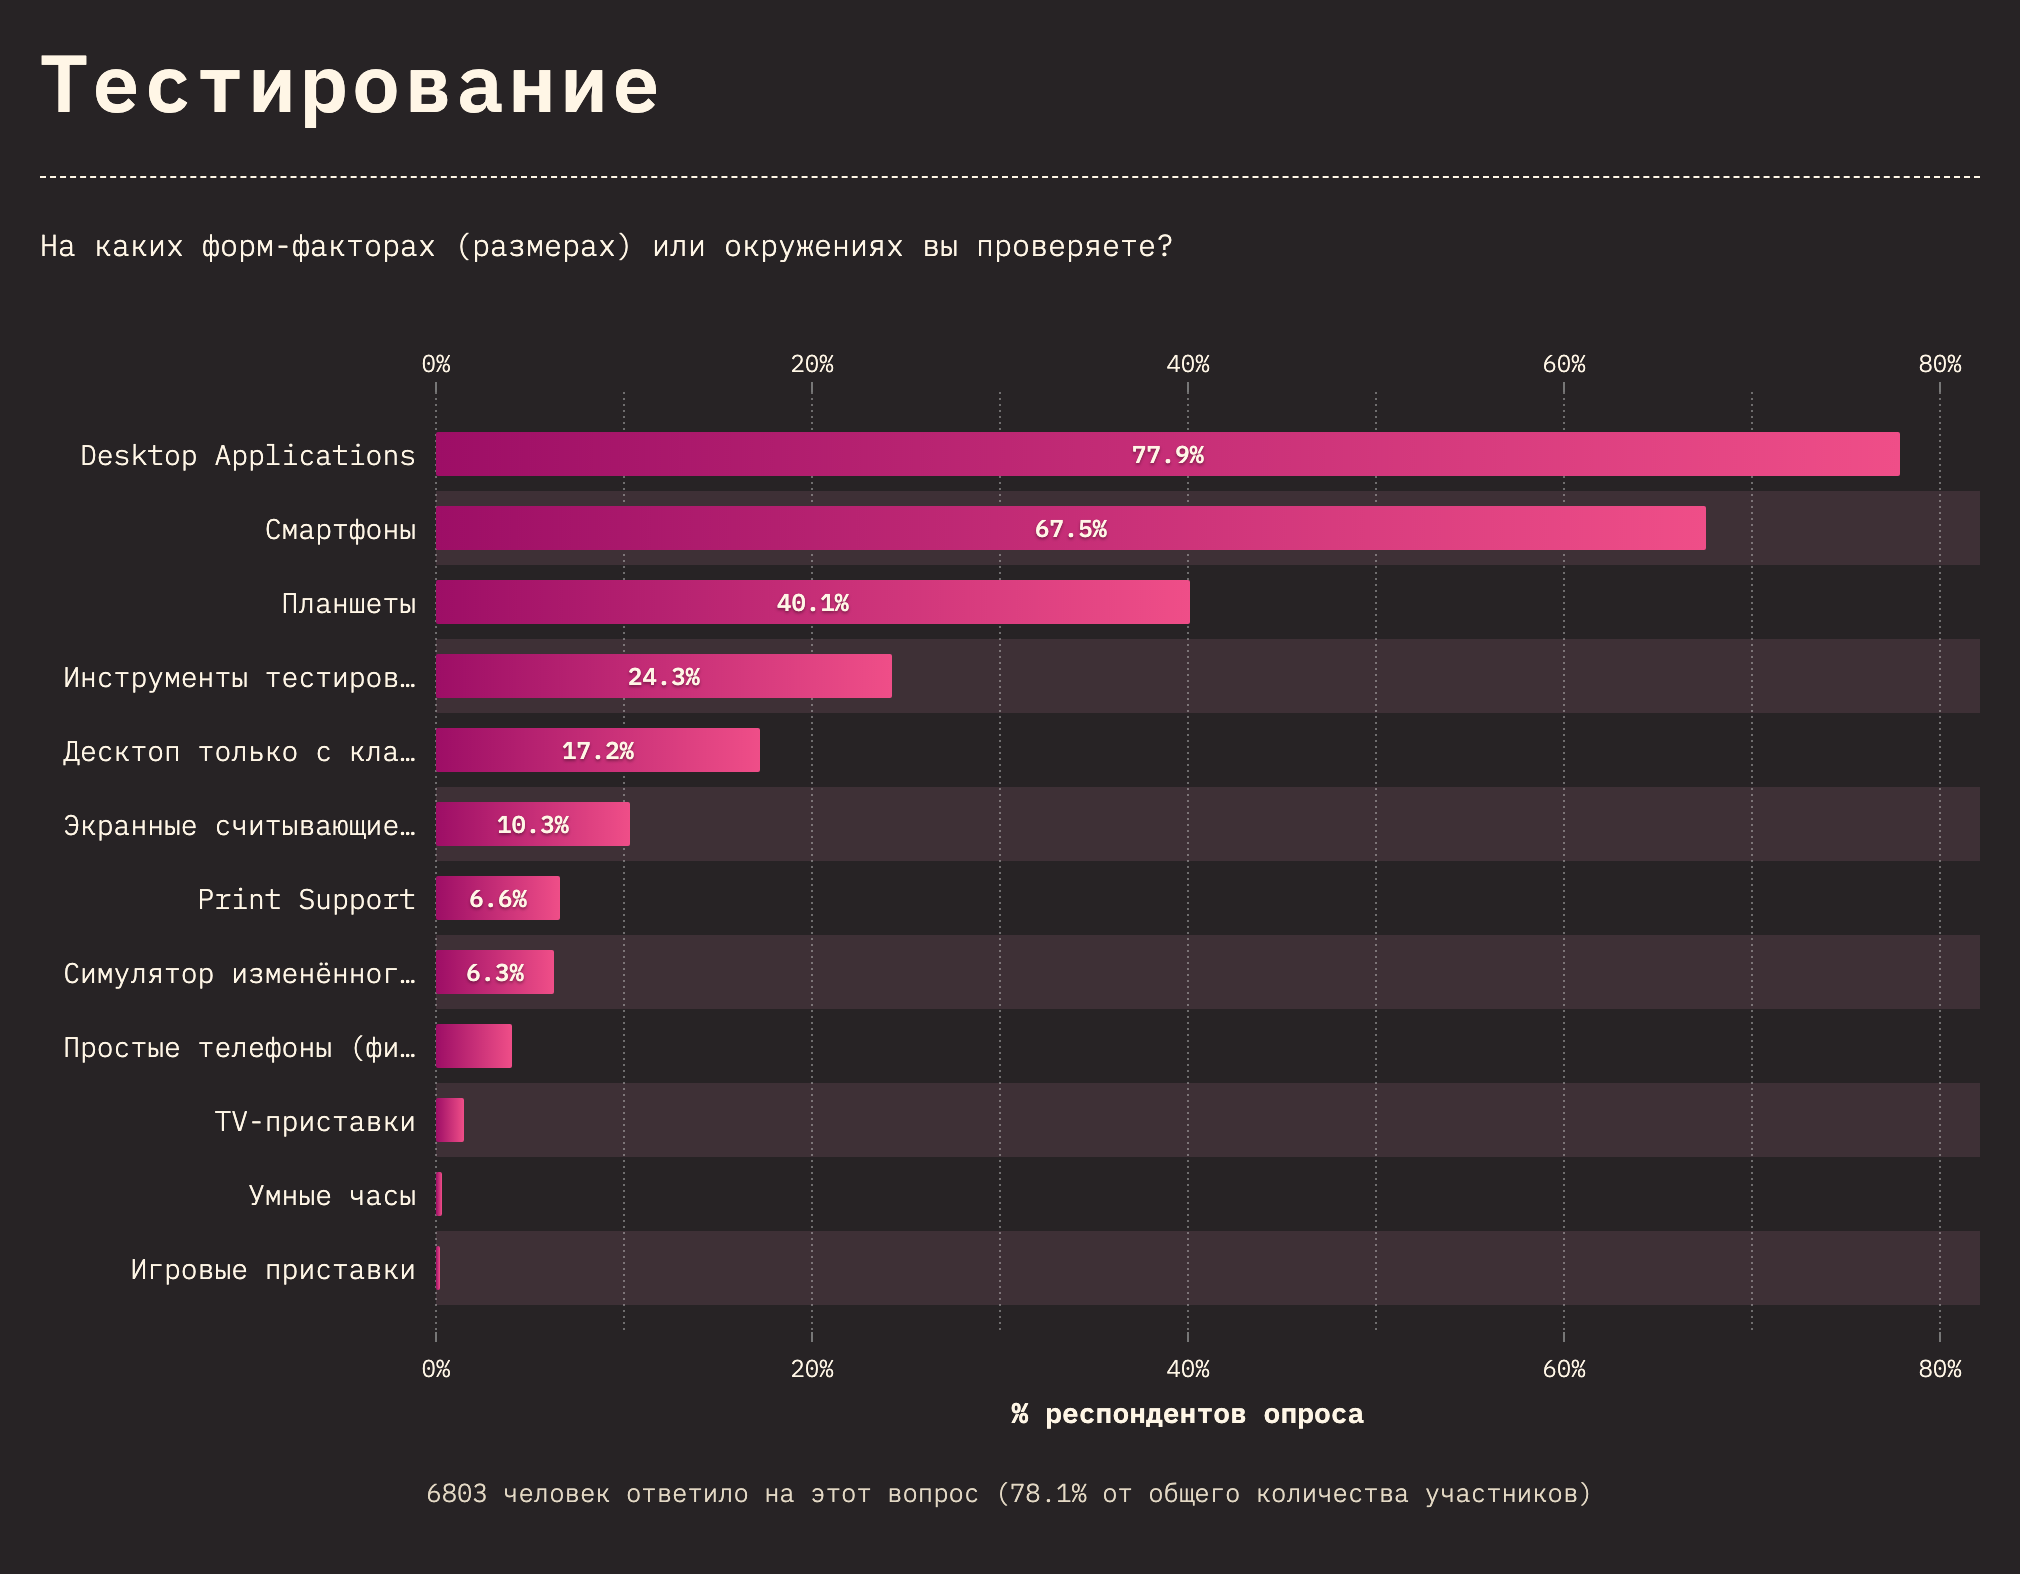 Тестирование
На каких форм-факторах (размерах) или окружениях вы проверяете?
0% 20% 40% 60% 80%
Desktop Applications 77.9%
Смартфоны 67.5%
Планшеты 40.1%
Инструменты тестиров… 24.3%
Десктоп только с кла… 17.2%
Экранные считывающие… 10.3%
Print Support 6.6%
Симулятор изменённог… 6.3%
Простые телефоны (фи…
TV-приставки
Умные часы
Игровые приставки
0% 20% 40% 60% 80%
% респондентов опроса
6803 человек ответило на этот вопрос (78.1% от общего количества участников)